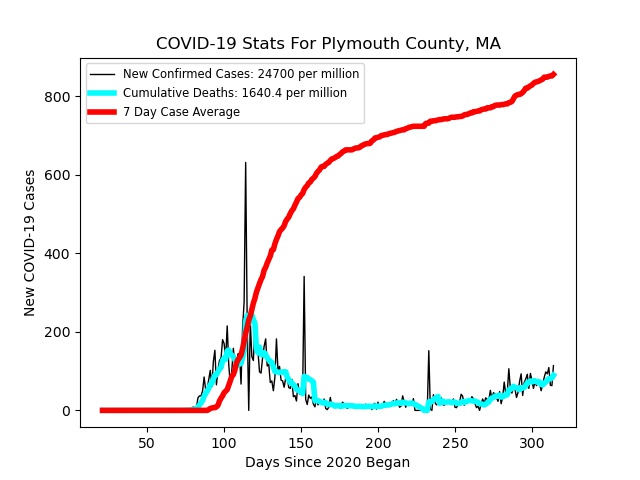 COVID-19 Stats For Plymouth County, MA
New Confirmed Cases: 24700 per million
Cumulative Deaths: 1640.4 per million
7 Day Case Average
New COVID-19 Cases
800
600
400
200
0
50 100 150 200 250 300
Days Since 2020 Began